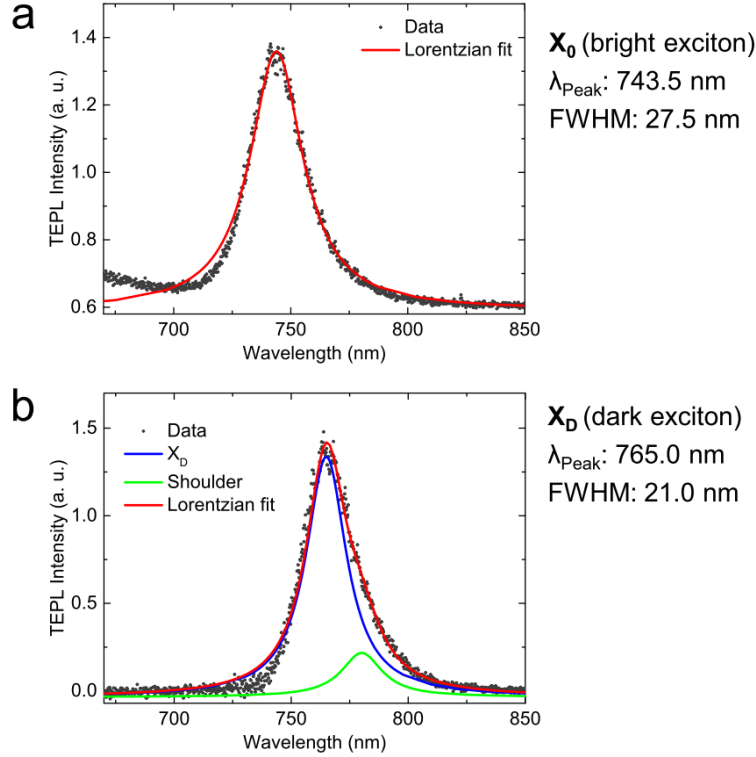 a
TEPL Intensity (a. u.)
1.4
1.2
1.0
0.8
0.6
Data
Lorentzian fit
700
750
800
850
Wavelength (nm)
X₀ (bright exciton)
λPeak: 743.5 nm
FWHM: 27.5 nm
b
TEPL Intensity (a. u.)
1.5
1.0
0.5
0.0
Data
X_D
Shoulder
Lorentzian fit
700
750
800
850
Wavelength (nm)
X_D (dark exciton)
λPeak: 765.0 nm
FWHM: 21.0 nm